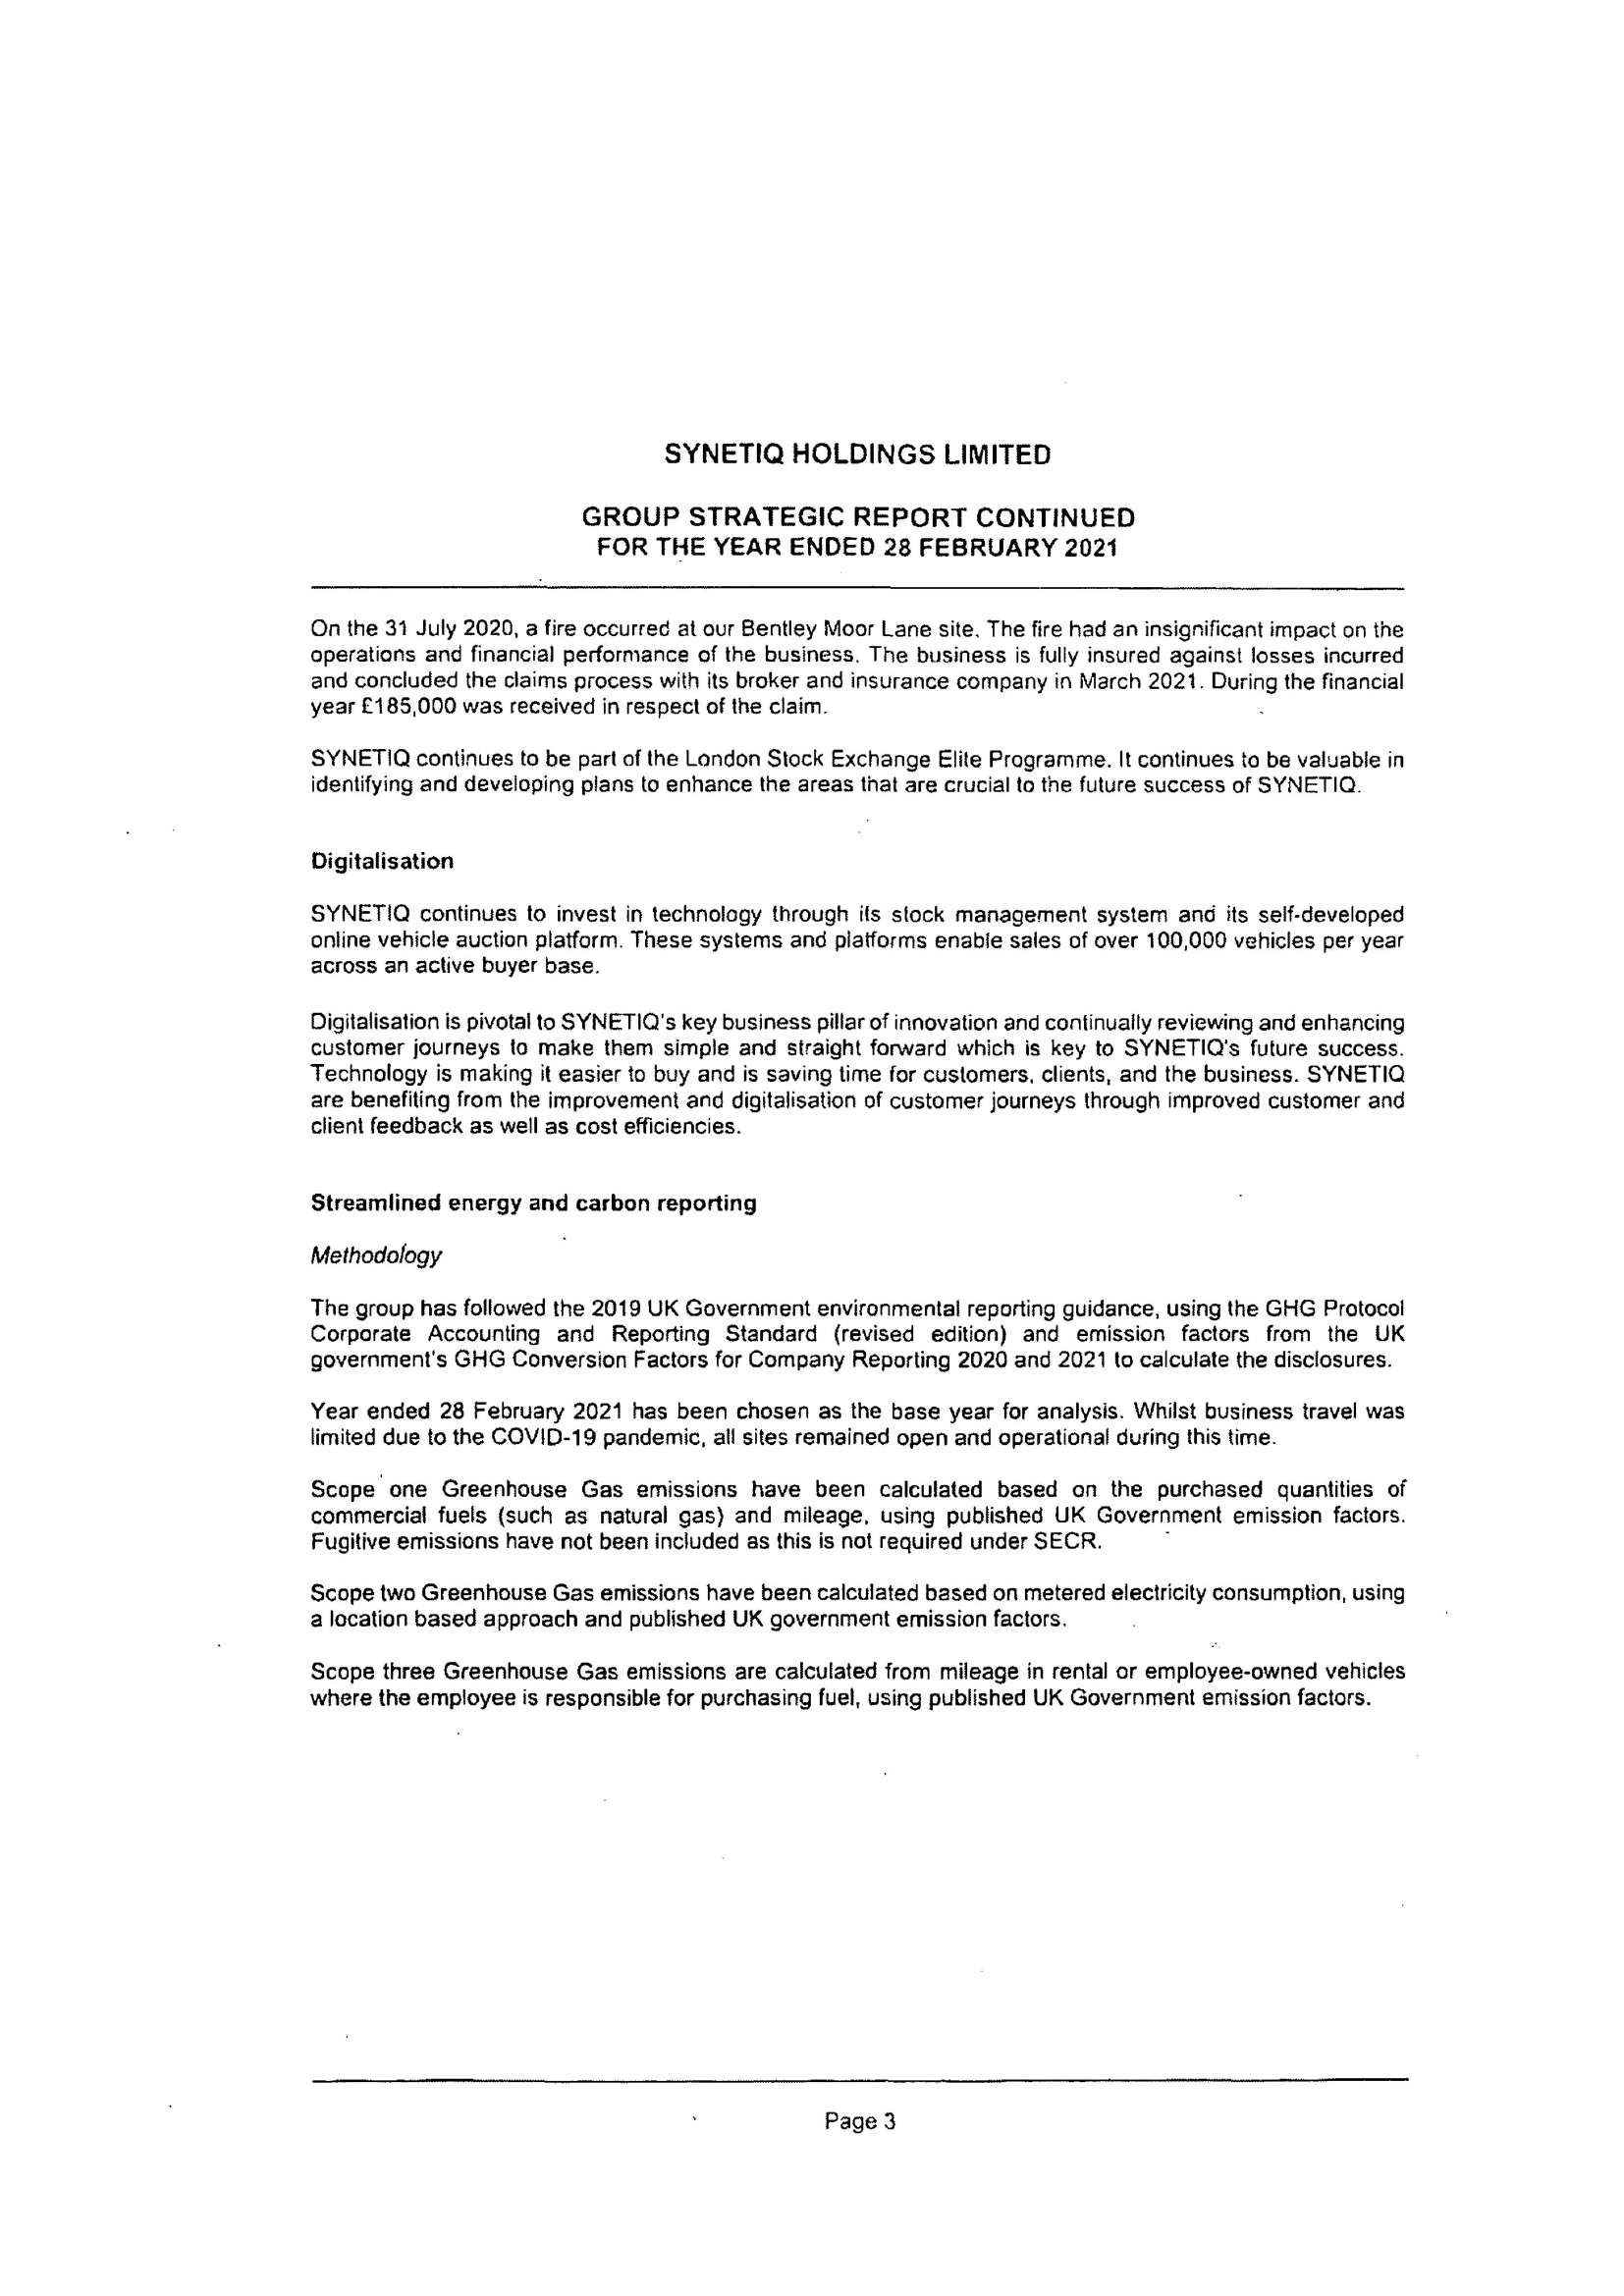 SYNETIQ HOLDINGS LIMITED
GROUP STRATEGIC REPORT CONTINUED
FOR THE YEAR ENDED 28 FEBRUARY 2021
On the 31 July 2020, a fire occurred at our Bentley Moor Lane site. The fire had an insignificant impact on the
operations and financial performance of the business. The business is fully insured against losses incurred
and concluded the claims process with its broker and insurance company in March 2021. During the financial
year £185,000 was received in respect of the claim.
SYNETIQ continues to be part of the London Stock Exchange Elite Programme. It continues to be valuable in
identifying and developing plans to enhance the areas that are crucial to the future success of SYNETIQ.
Digitalisation
SYNETIQ continues to invest in technology through its stock management system and its self-developed
online vehicle auction platform. These systems and platforms enable sales of over 100,000 vehicles per year
across an active buyer base.
Digitalisation is pivotal to SYNETIQ's key business pillar of innovation and continually reviewing and enhancing
customer journeys to make them simple and straight forward which is key to SYNETIQ's future success.
Technology is making it easier to buy and is saving time for customers, clients, and the business. SYNETIQ
are benefiting from the improvement and digitalisation of customer journeys through improved customer and
client feedback as well as cost efficiencies.
Streamlined energy and carbon reporting
Methodology
The group has followed the 2019 UK Government environmental reporting guidance, using the GHG Protocol
Corporate Accounting and Reporting Standard (revised edition) and emission factors from the UK
government's GHG Conversion Factors for Company Reporting 2020 and 2021 to calculate the disclosures.
Year ended 28 February 2021 has been chosen as the base year for analysis. Whilst business travel was
limited due to the COVID-19 pandemic, all sites remained open and operational during this time.
Scope one Greenhouse Gas emissions have been calculated based on the purchased quantities of
commercial fuels (such as natural gas) and mileage, using published UK Government emission factors.
Fugitive emissions have not been included as this is not required under SECR.
Scope two Greenhouse Gas emissions have been calculated based on metered electricity consumption, using
a location based approach and published UK government emission factors.
Scope three Greenhouse Gas emissions are calculated from mileage in rental or employee-owned vehicles
where the employee is responsible for purchasing fuel, using published UK Government emission factors.
Page 3